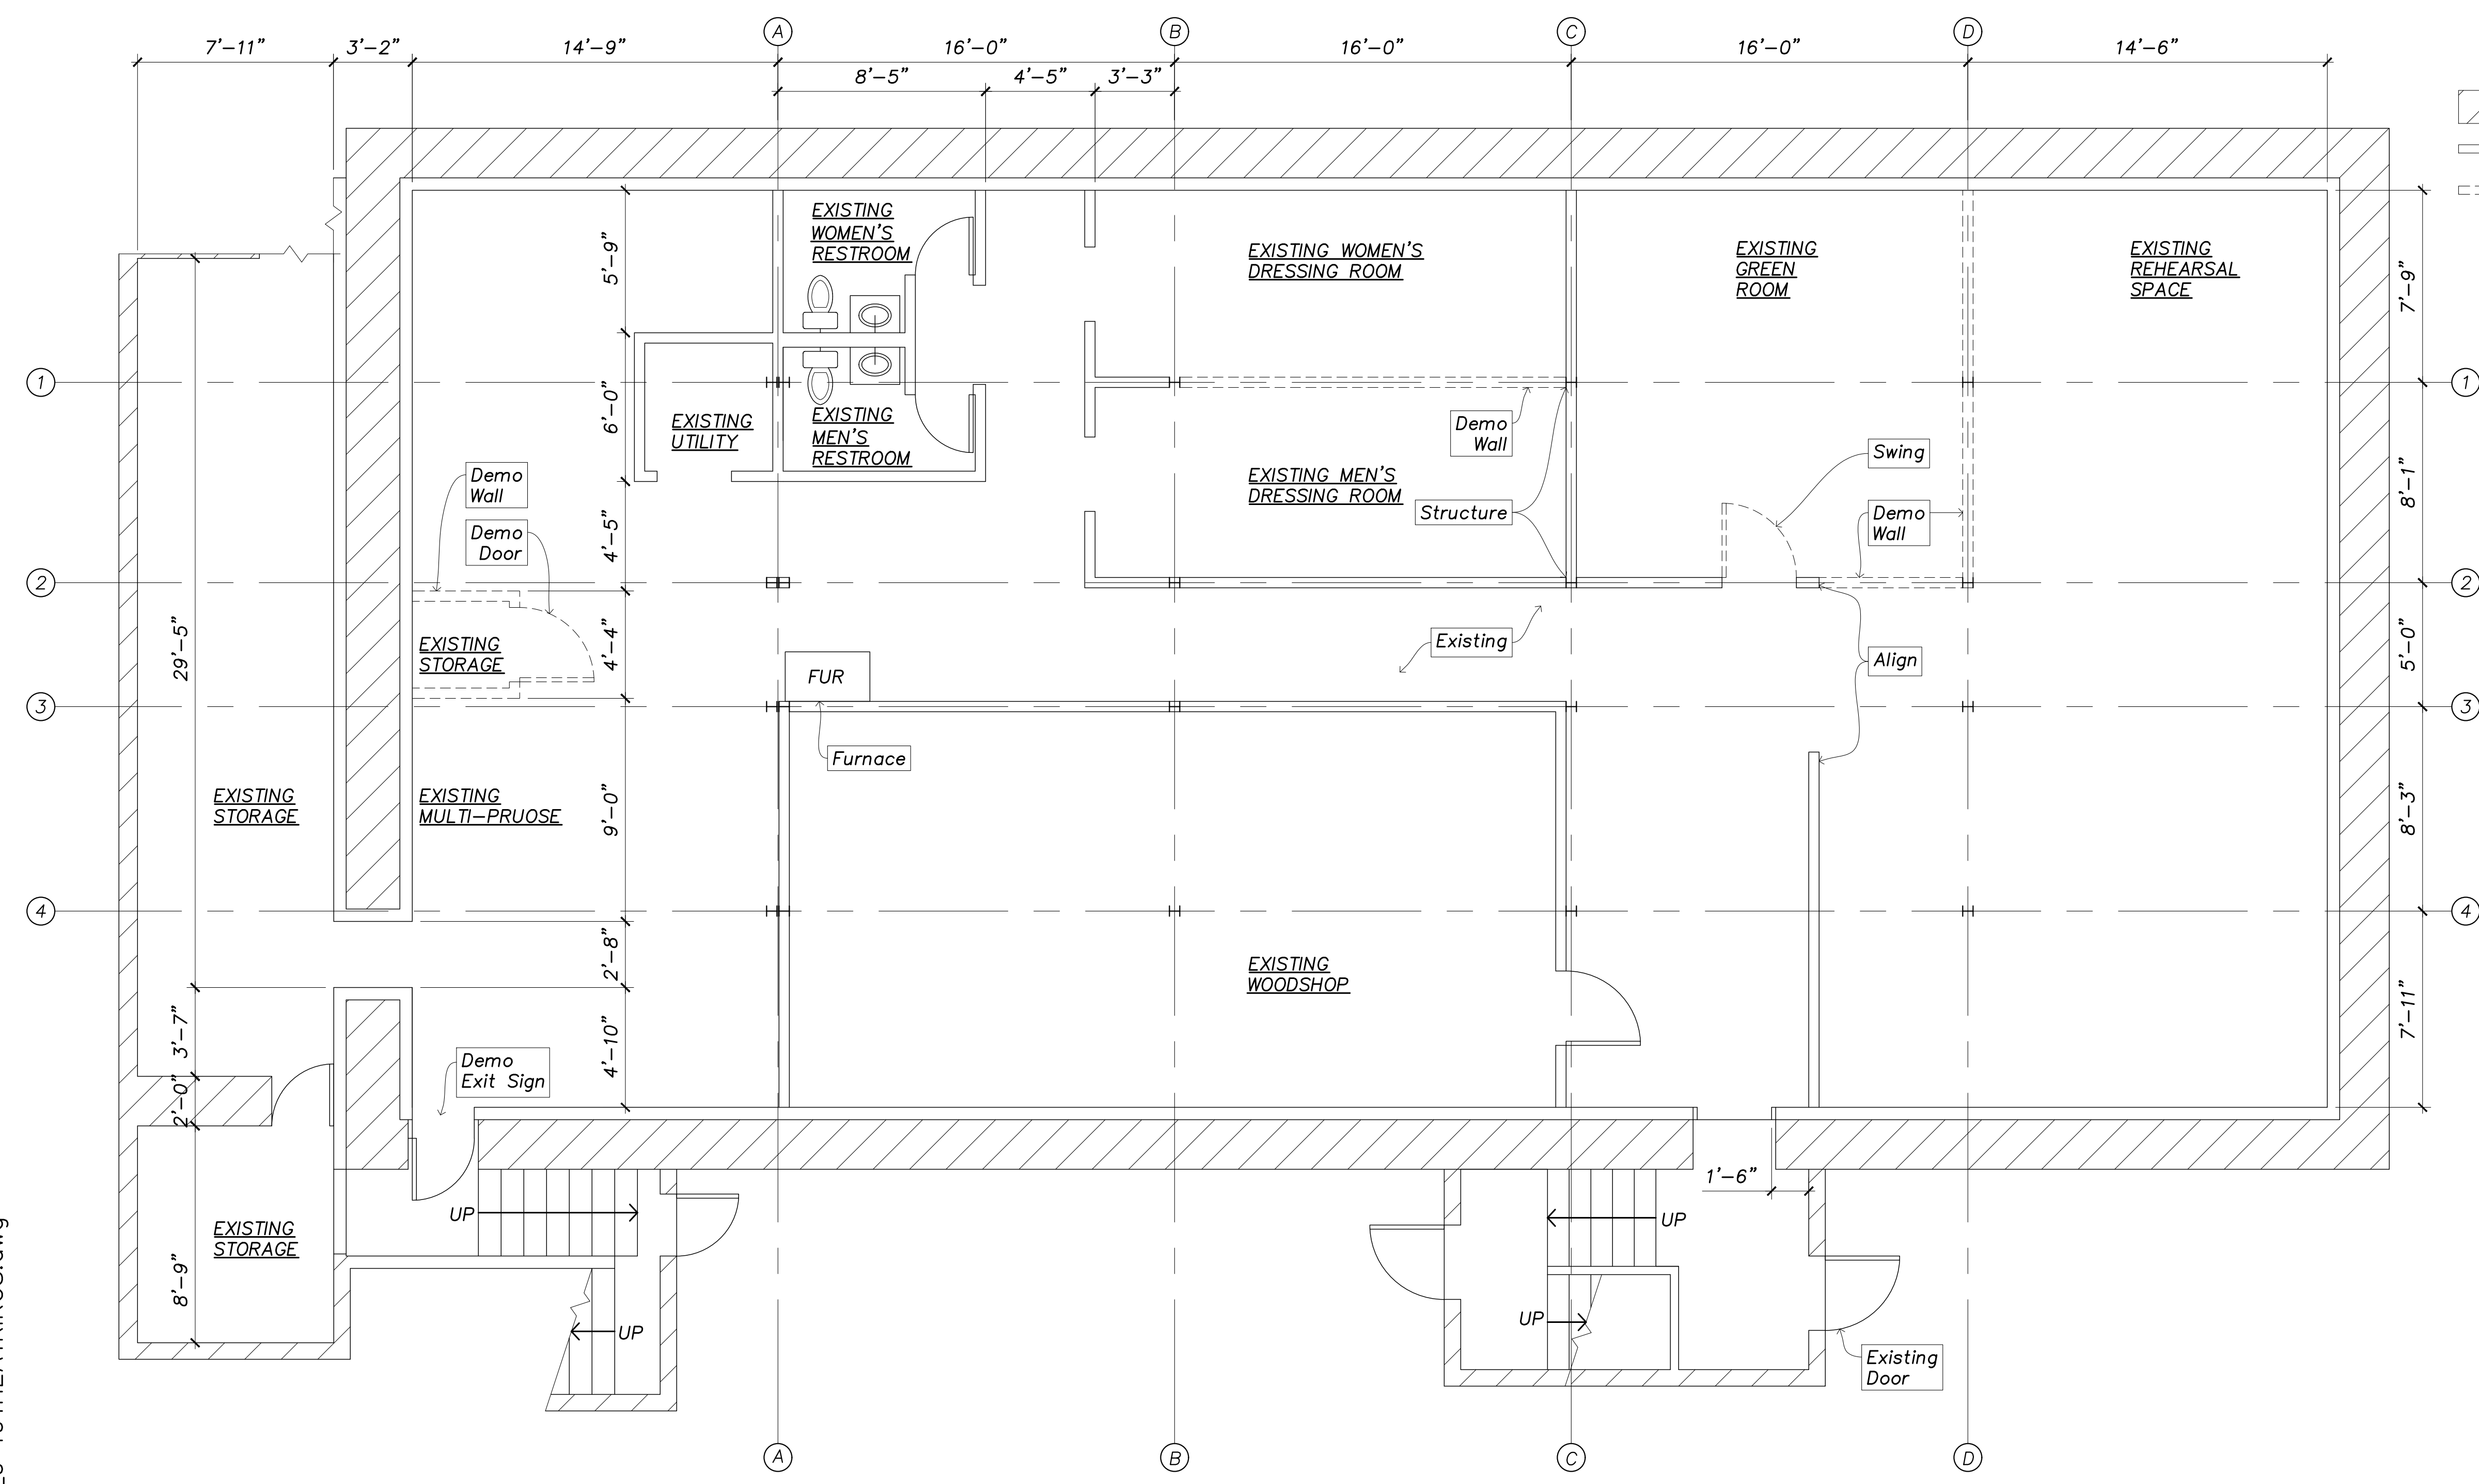 A
B
C
D
7'-11"
3'-2"
14'-9"
16'-0"
16'-0"
16'-0"
14'-6"
8'-5"
4'-5"
3'-3"
EXISTING
WOMEN'S
RESTROOM
EXISTING WOMEN'S
DRESSING ROOM
EXISTING
GREEN
ROOM
EXISTING
REHEARSAL
SPACE
5'-9"
7'-9"
1
1
6'-0"
EXISTING
UTILITY
EXISTING
MEN'S
RESTROOM
Demo
Wall
Swing
Demo
Wall
Demo
Door
EXISTING MEN'S
DRESSING ROOM
Structure
Demo
Wall
8'-1"
4'-5"
2
2
29'-5"
EXISTING
STORAGE
4'-4"
FUR
Existing
Align
5'-0"
3
3
Furnace
EXISTING
STORAGE
EXISTING
MULTI-PRUOSE
9'-0"
8'-3"
4
4
2'-8"
EXISTING
WOODSHOP
7'-11"
3'-7"
4'-10"
Demo
Exit Sign
2'-0"
1'-6"
UP
UP
EXISTING
STORAGE
8'-9"
UP
UP
Existing
Door
A
B
C
D